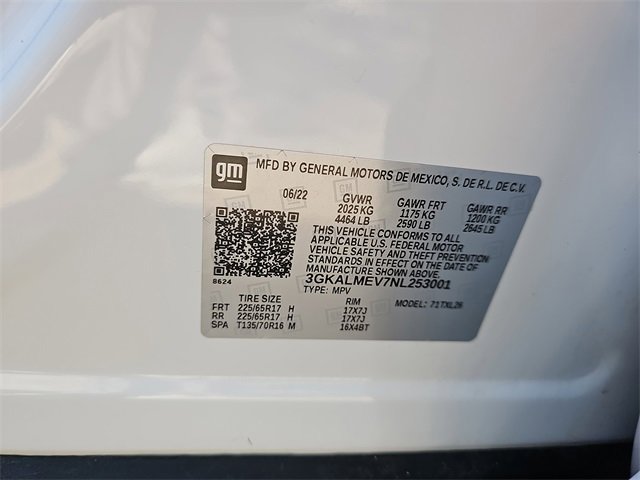 gm
MFD BY GENERAL MOTORS DE MEXICO, S. DE R.L. DE C.V.
06/22 GVWR GAWR FRT GAWR RR
2025 KG 1175 KG 1200 KG
4464 LB 2590 LB 2645 LB
THIS VEHICLE CONFORMS TO ALL
APPLICABLE U.S. FEDERAL MOTOR
VEHICLE SAFETY AND THEFT PREVENTION
STANDARDS IN EFFECT ON THE DATE OF
MANUFACTURE SHOWN ABOVE.
3GKALMEV7NL253001
8624 TYPE: MPV MODEL: 71TXL26
TIRE SIZE RIM
FRT 225/65R17 H 17X7J
RR 225/65R17 H 17X7J
SPA T135/70R16 M 16X4BT